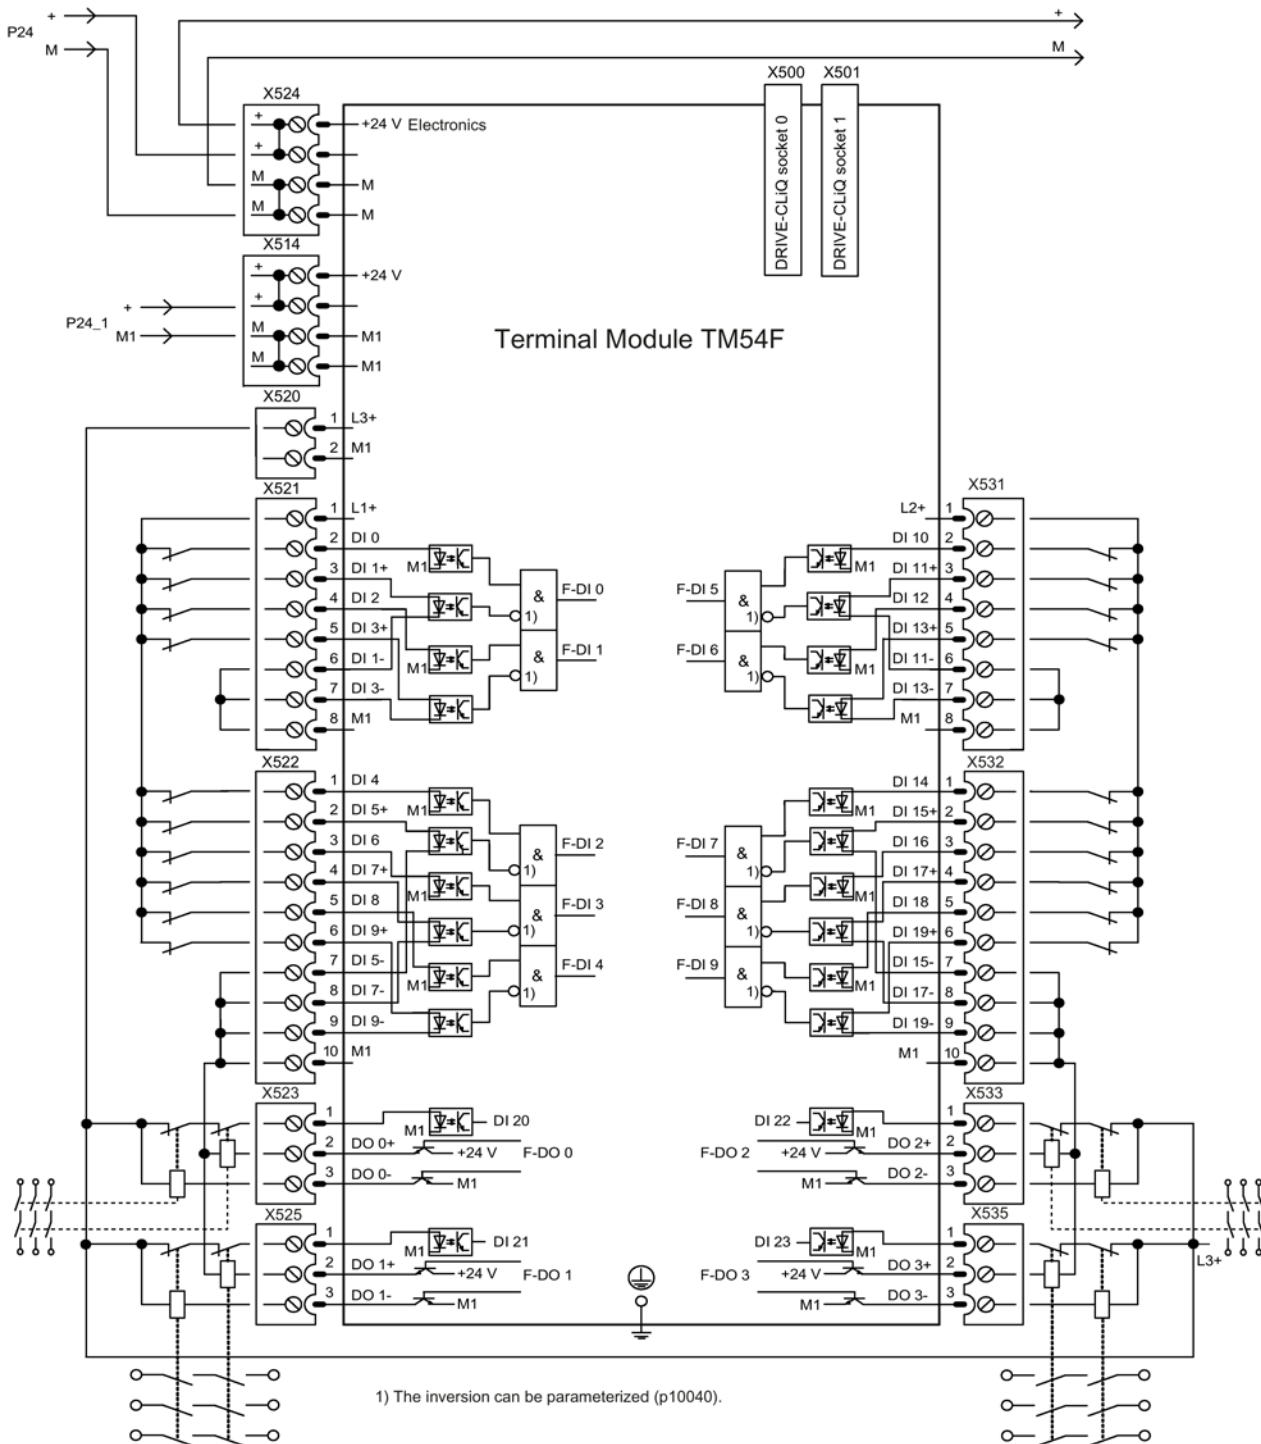 P24 + +
M M
X500 X501
DRIVE-CLiQ socket 0
DRIVE-CLiQ socket 1
Terminal Module TM54F
X524
+ +24 V Electronics
+
M M
M M
X514
+ +24 V
P24_1 + +
M1 M M1
M M1
X520
1 L3+
2 M1
X521
1 L1+
2 DI 0
3 DI 1+
4 DI 2
5 DI 3+
6 DI 1-
7 DI 3-
8 M1
M1
M1
& 1) F-DI 0
& 1) F-DI 1
X522
1 DI 4
2 DI 5+
3 DI 6
4 DI 7+
5 DI 8
6 DI 9+
7 DI 5-
8 DI 7-
9 DI 9-
10 M1
M1
M1
M1
& 1) F-DI 2
& 1) F-DI 3
& 1) F-DI 4
X523
1 M1 DI 20
2 DO 0+ +24 V F-DO 0
3 DO 0- M1
X525
1 M1 DI 21
2 DO 1+ +24 V F-DO 1
3 DO 1- M1
X531
L2+ 1
DI 10 2
DI 11+ 3
DI 12 4
DI 13+ 5
DI 11- 6
DI 13- 7
M1 8
M1
M1
F-DI 5 & 1)
F-DI 6 & 1)
X532
DI 14 1
DI 15+ 2
DI 16 3
DI 17+ 4
DI 18 5
DI 19+ 6
DI 15- 7
DI 17- 8
DI 19- 9
M1 10
M1
M1
M1
F-DI 7 & 1)
F-DI 8 & 1)
F-DI 9 & 1)
X533
DI 22 M1 1
F-DO 2 +24 V DO 2+ 2
M1 DO 2- 3
X535
DI 23 M1 1
F-DO 3 +24 V DO 3+ 2
M1 DO 3- 3
L3+
1) The inversion can be parameterized (p10040).